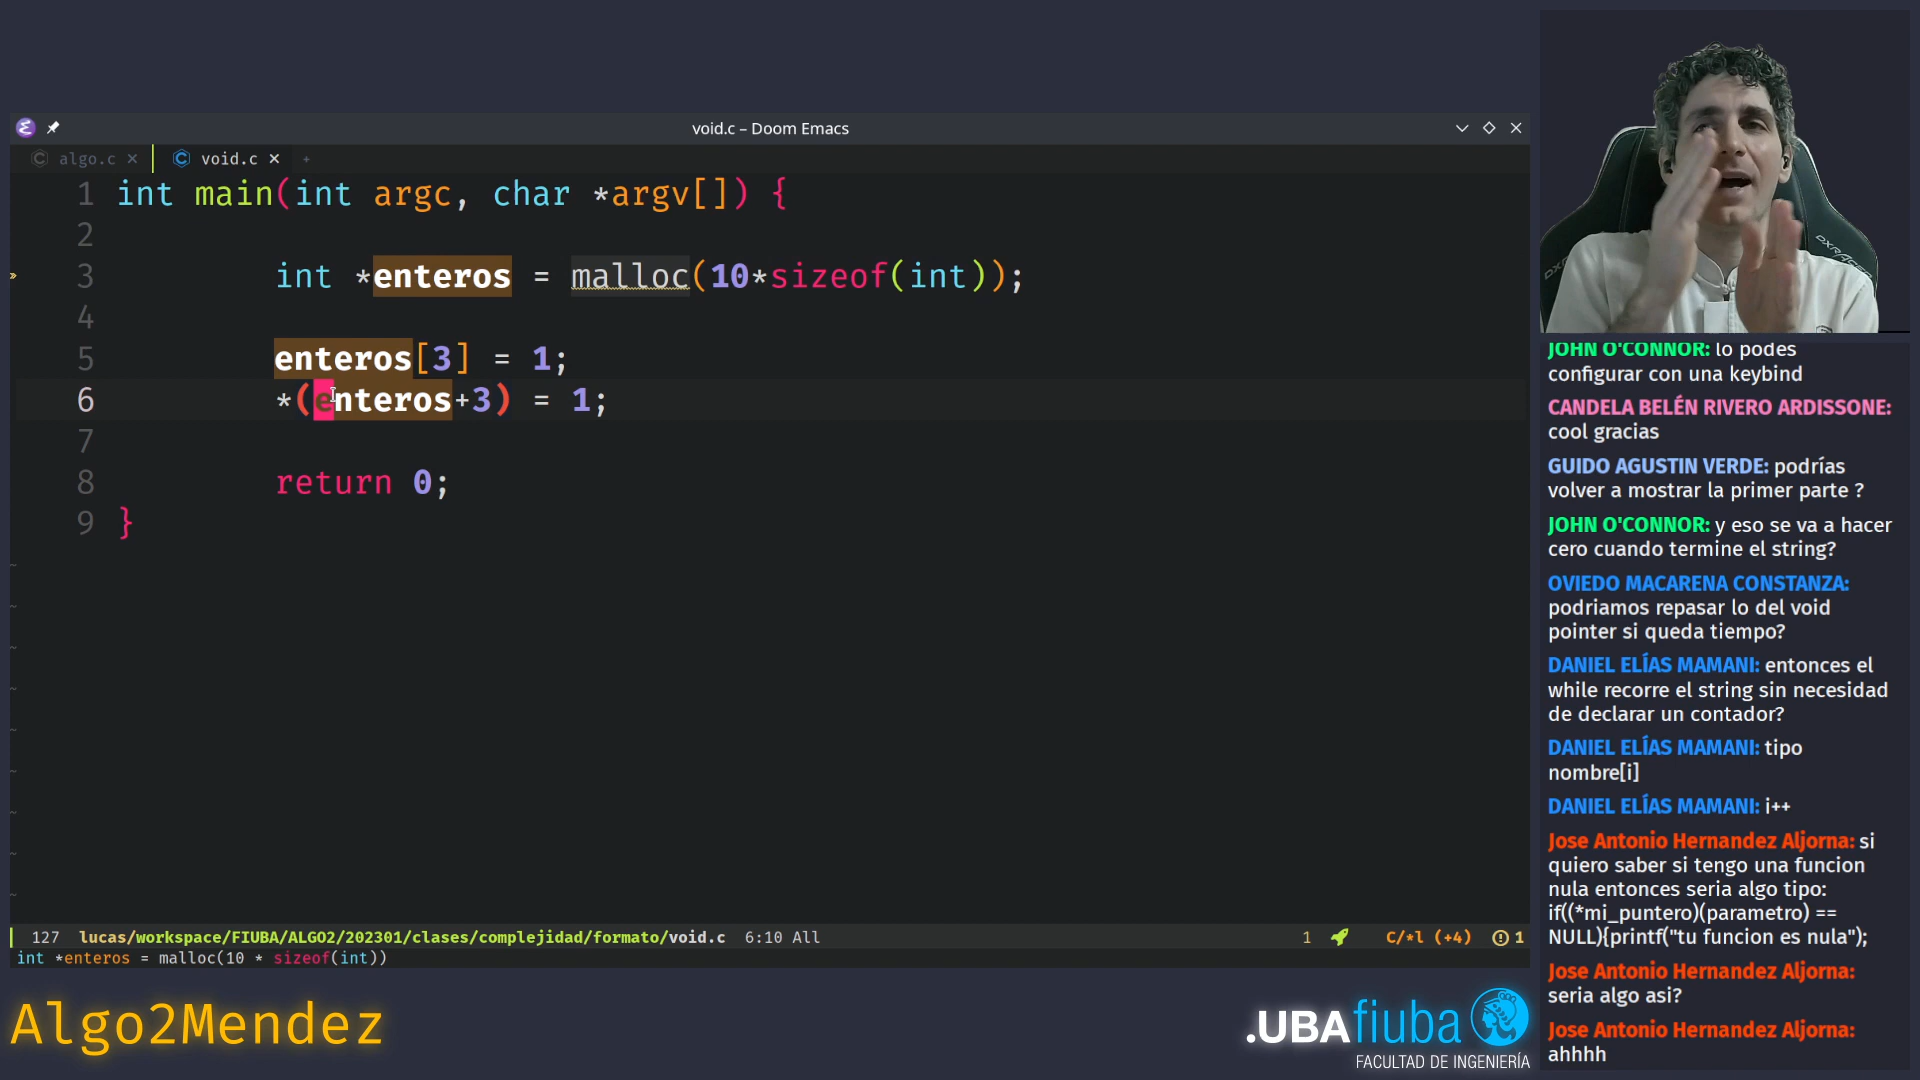 void.c – Doom Emacs
algo.c × void.c × +
1 int main(int argc, char *argv[]) {
2
3 int *enteros = malloc(10*sizeof(int));
4
5 enteros[3] = 1;
6 *(enteros+3) = 1;
7
8 return 0;
9 }
127 lucas/workspace/FIUBA/ALGO2/202301/clases/complejidad/formato/void.c 6:10 All 1 C/*l (+4) 1
int *enteros = malloc(10 * sizeof(int))
Algo2Mendez
.UBAfiuba
FACULTAD DE INGENIERÍA
DXRACER
JOHN O'CONNOR: lo podes
configurar con una keybind
CANDELA BELÉN RIVERO ARDISSONE:
cool gracias
GUIDO AGUSTIN VERDE: podrías
volver a mostrar la primer parte ?
JOHN O'CONNOR: y eso se va a hacer
cero cuando termine el string?
OVIEDO MACARENA CONSTANZA:
podriamos repasar lo del void
pointer si queda tiempo?
DANIEL ELÍAS MAMANI: entonces el
while recorre el string sin necesidad
de declarar un contador?
DANIEL ELÍAS MAMANI: tipo
nombre[i]
DANIEL ELÍAS MAMANI: i++
Jose Antonio Hernandez Aljorna: si
quiero saber si tengo una funcion
nula entonces seria algo tipo:
if((*mi_puntero)(parametro) ==
NULL){printf("tu funcion es nula");
Jose Antonio Hernandez Aljorna:
seria algo asi?
Jose Antonio Hernandez Aljorna:
ahhhh